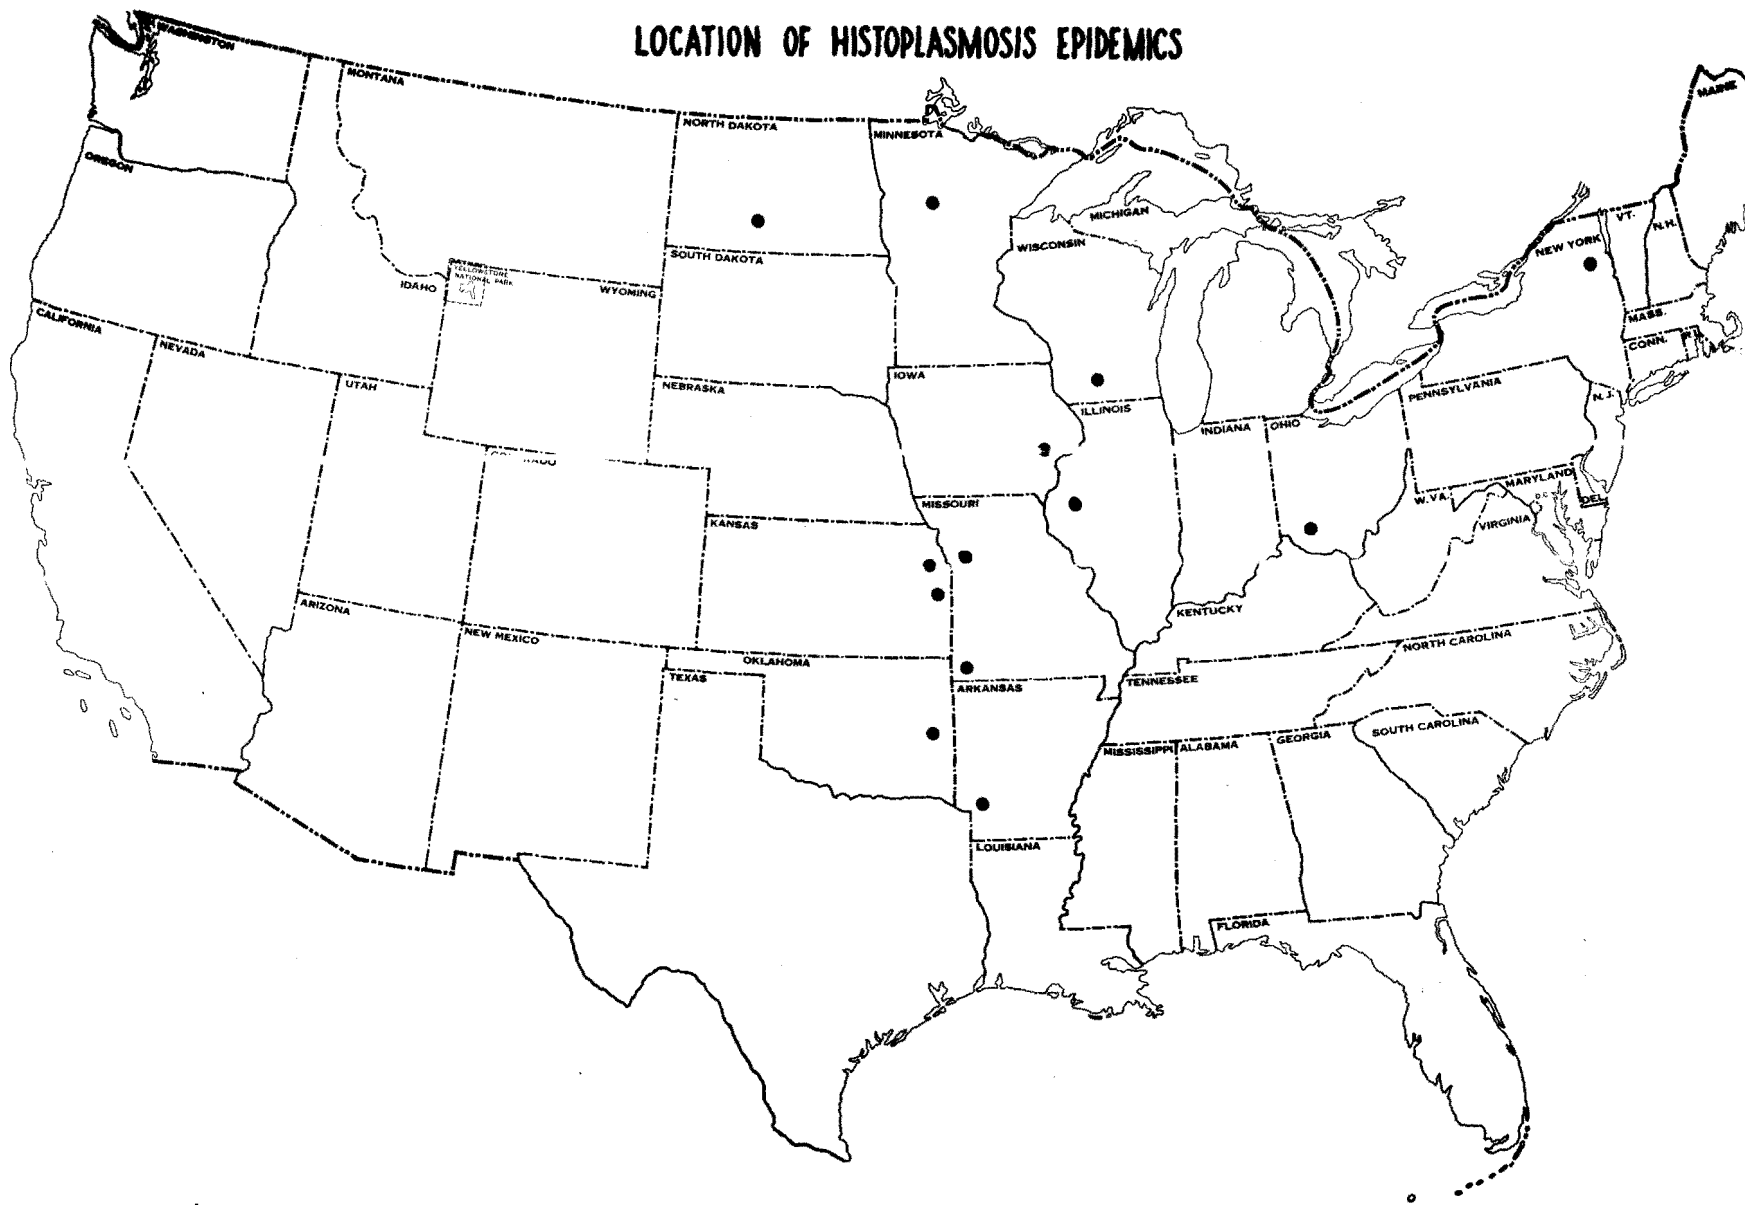 LOCATION OF HISTOPLASMOSIS EPIDEMICS
WASHINGTON
MONTANA
NORTH DAKOTA
MINNESOTA
MAINE
OREGON
MICHIGAN
WISCONSIN
VT.
N.H.
NEW YORK
SOUTH DAKOTA
IDAHO
YELLOWSTONE
NATIONAL PARK
WYOMING
CALIFORNIA
NEVADA
UTAH
NEBRASKA
IOWA
ILLINOIS
INDIANA
OHIO
PENNSYLVANIA
N.J.
MASS.
CONN.
R.I.
MISSOURI
KANSAS
W.VA.
MARYLAND
D.C.
DEL.
VIRGINIA
ARIZONA
NEW MEXICO
OKLAHOMA
TEXAS
ARKANSAS
KENTUCKY
TENNESSEE
NORTH CAROLINA
SOUTH CAROLINA
MISSISSIPPI
ALABAMA
GEORGIA
LOUISIANA
FLORIDA